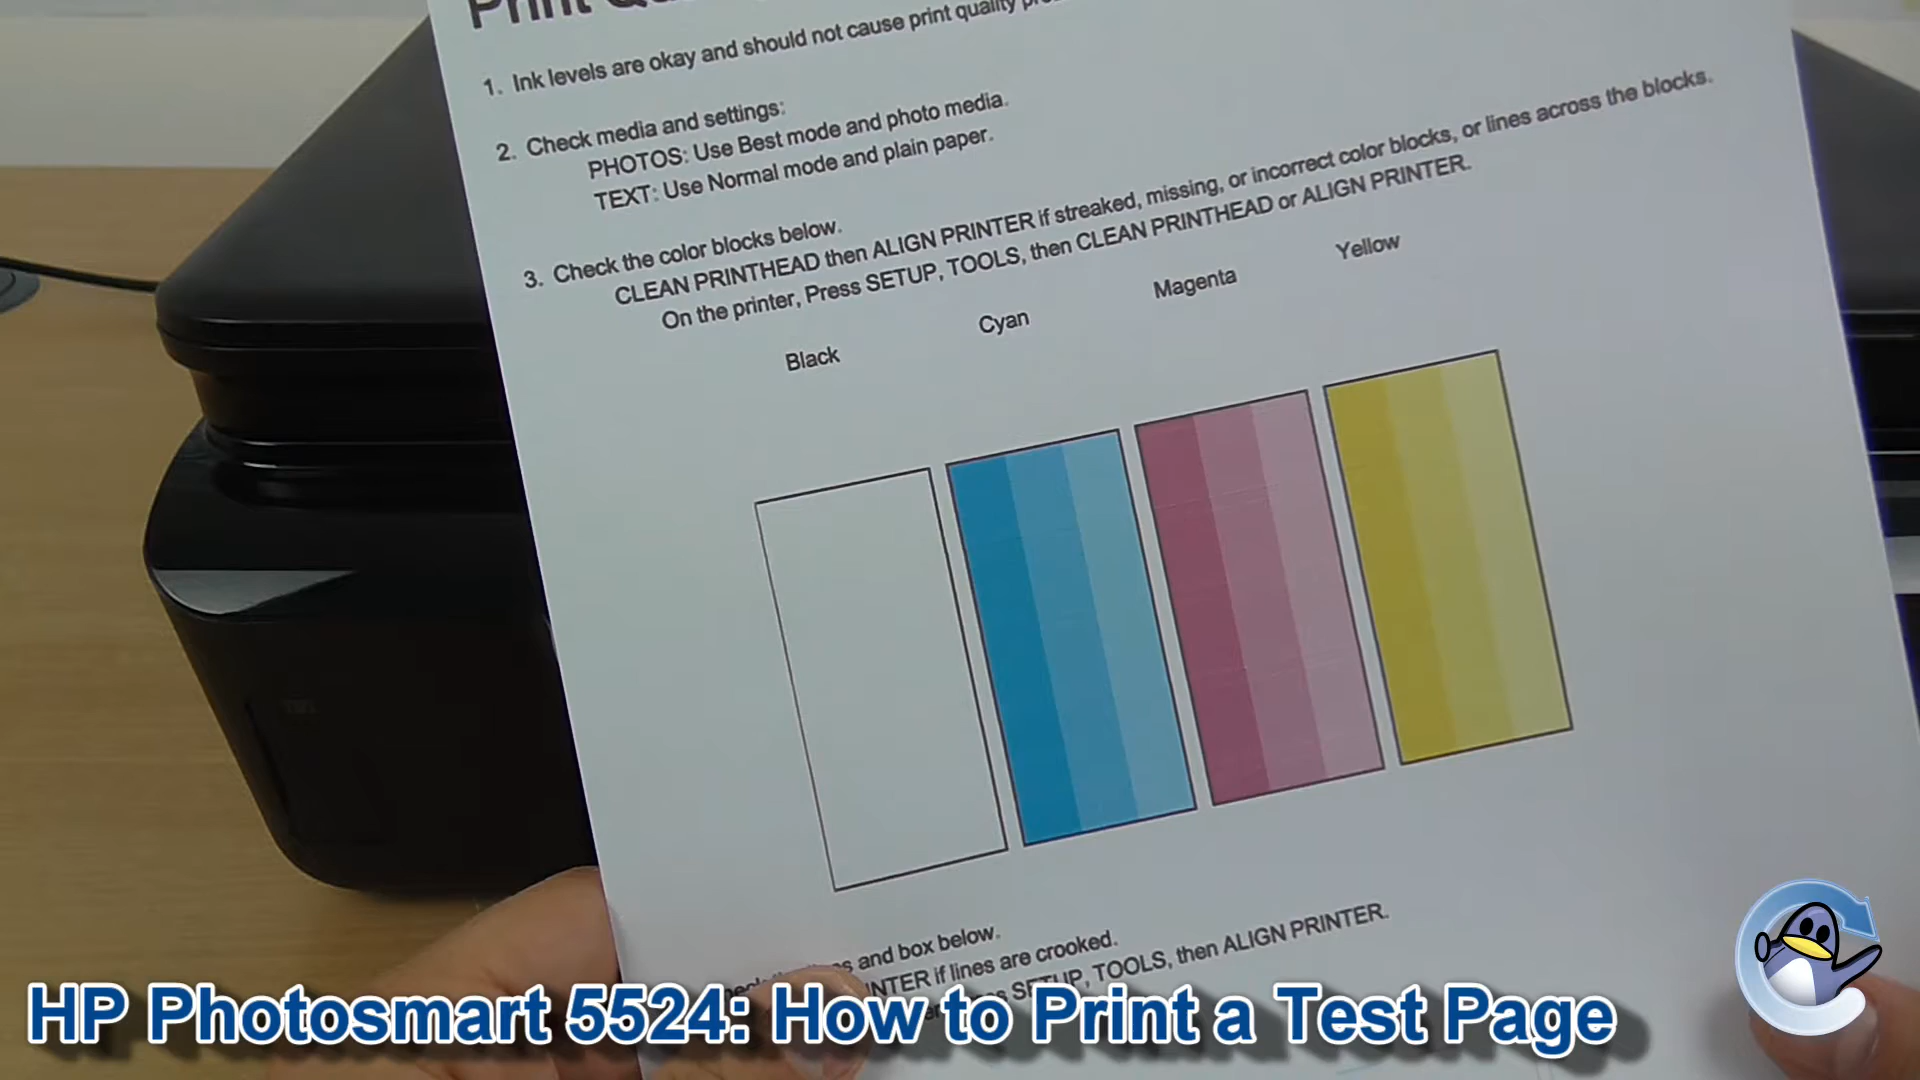 Print
1. Ink levels are okay and should not cause print quality
2. Check media and settings:
PHOTOS: Use Best mode and photo media.
TEXT: Use Normal mode and plain paper.
3. Check the color blocks below.
CLEAN PRINTHEAD then ALIGN PRINTER if streaked, missing, or incorrect color blocks, or lines across the blocks.
On the printer, Press SETUP, TOOLS, then CLEAN PRINTHEAD or ALIGN PRINTER.
Black Cyan Magenta Yellow
and box below.
if lines are crooked.
SETUP, TOOLS, then ALIGN PRINTER.
HP Photosmart 5524: How to Print a Test Page